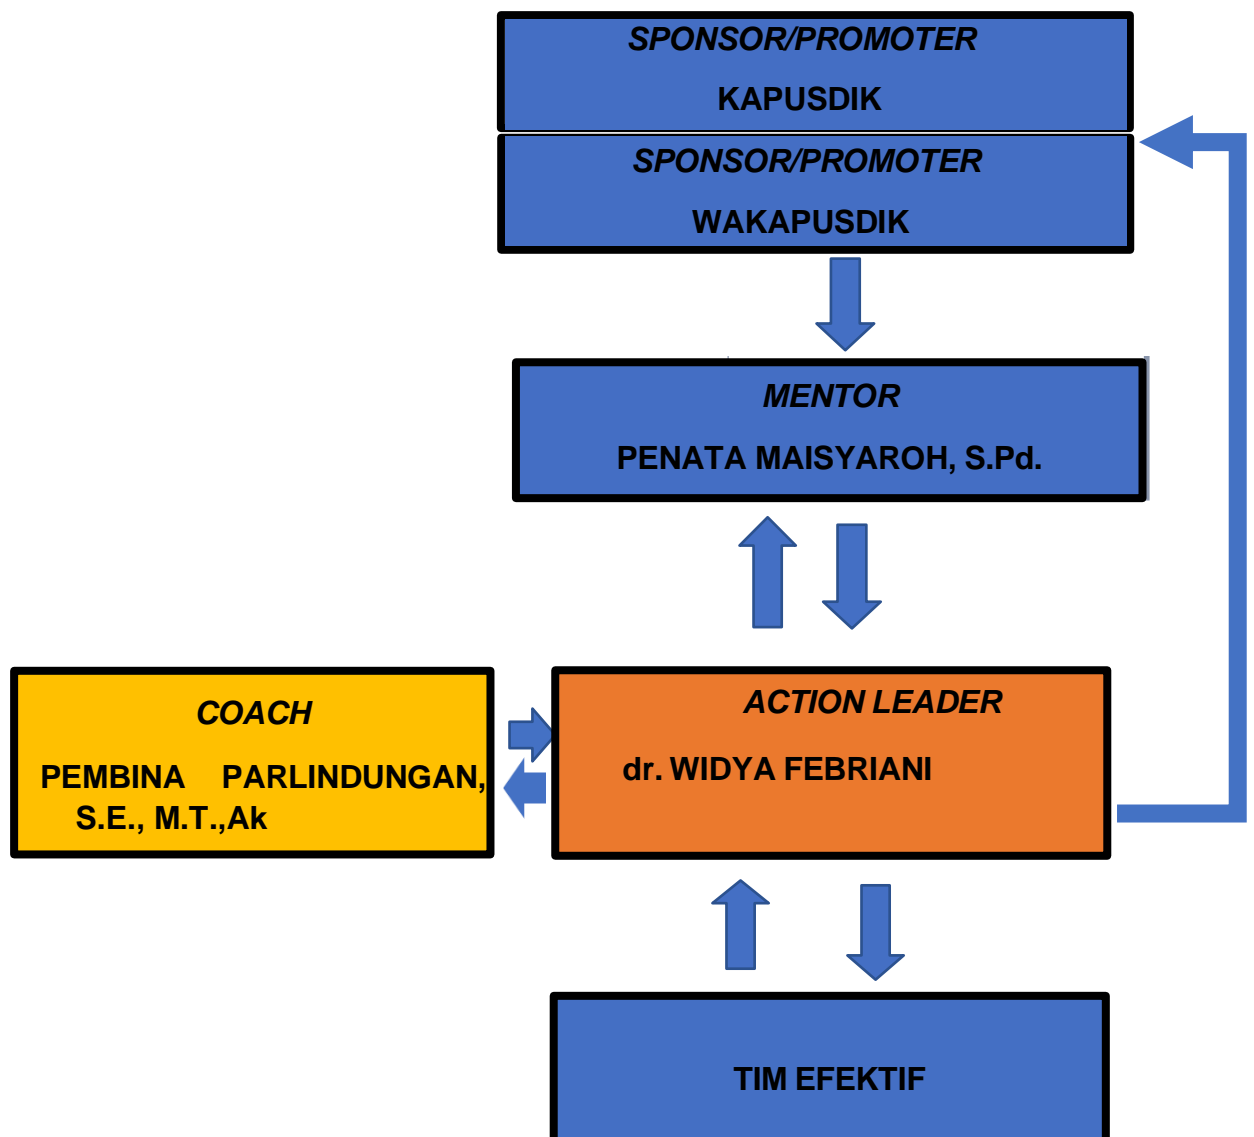 SPONSOR/PROMOTER
KAPUSDIK
SPONSOR/PROMOTER
WAKAPUSDIK
MENTOR
PENATA MAISYAROH, S.Pd.
COACH
PEMBINA PARLINDUNGAN,
S.E., M.T.,Ak
ACTION LEADER
dr. WIDYA FEBRIANI
TIM EFEKTIF